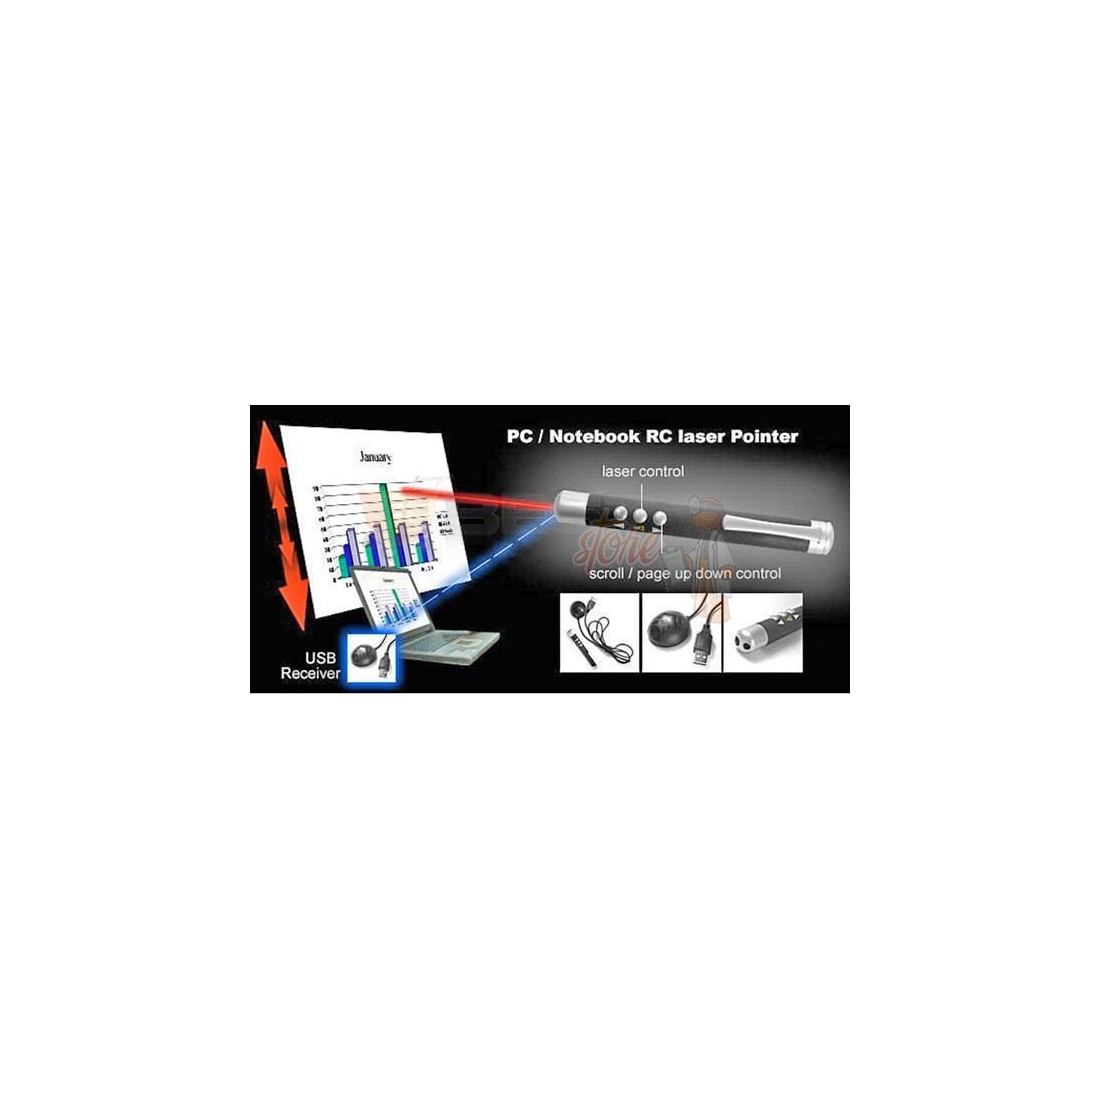 PC / Notebook RC laser Pointer
laser control
January
store
scroll / page up down control
USB
Receiver